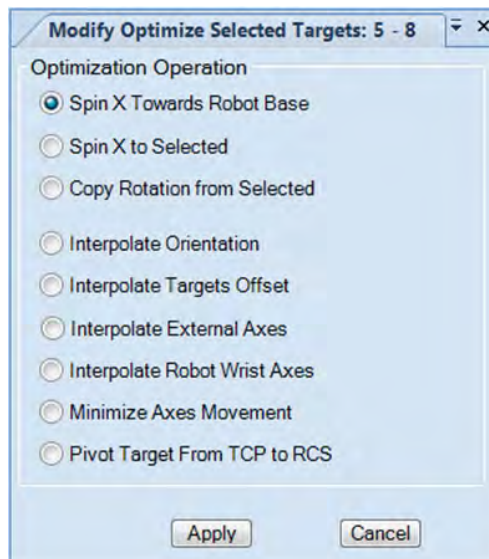 Modify Optimize Selected Targets: 5 - 8
Optimization Operation
Spin X Towards Robot Base
Spin X to Selected
Copy Rotation from Selected
Interpolate Orientation
Interpolate Targets Offset
Interpolate External Axes
Interpolate Robot Wrist Axes
Minimize Axes Movement
Pivot Target From TCP to RCS
Apply Cancel